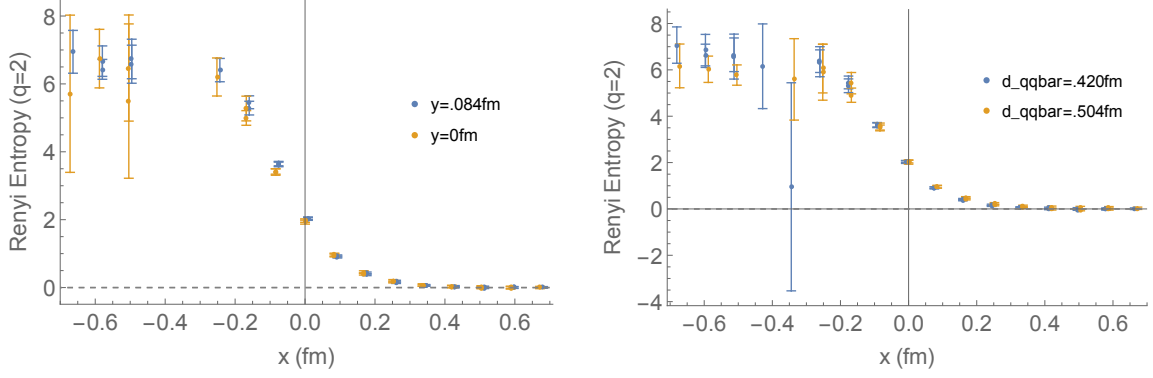 8
6
4
2
0
Renyi Entropy (q=2)
−0.6 −0.4 −0.2 0.0 0.2 0.4 0.6
x (fm)
y=.084fm
y=0fm
8
6
4
2
0
−2
−4
Renyi Entropy (q=2)
−0.6 −0.4 −0.2 0.0 0.2 0.4 0.6
x (fm)
d_qqbar=.420fm
d_qqbar=.504fm